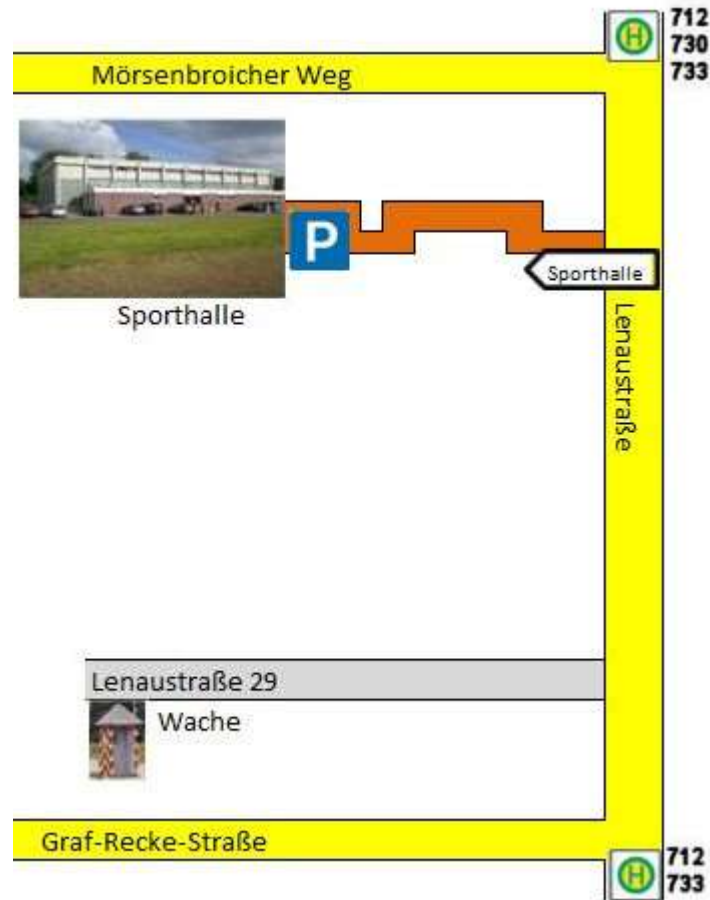 H
712
730
733
Mörsenbroicher Weg
P
Sporthalle
Sporthalle
Lenaustraße
Lenaustraße 29
Wache
Graf-Recke-Straße
H
712
733